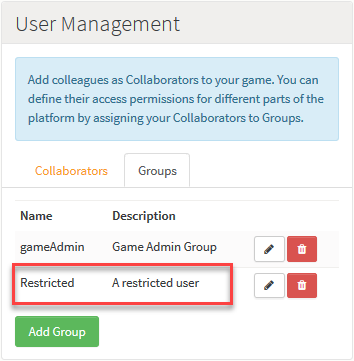 User Management
Add colleagues as Collaborators to your game. You can
define their access permissions for different parts of the
platform by assigning your Collaborators to Groups.
Collaborators Groups
Name Description
gameAdmin Game Admin Group
Restricted A restricted user
Add Group